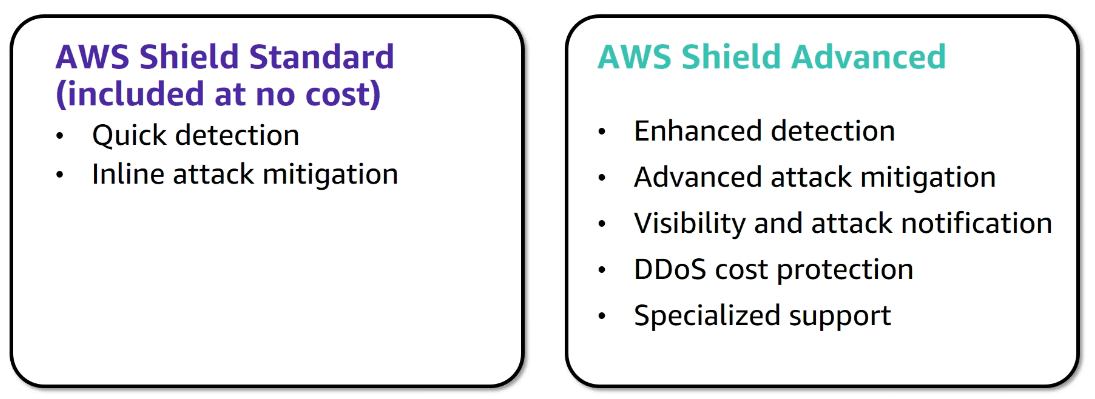 AWS Shield Standard
(included at no cost)
• Quick detection
• Inline attack mitigation
AWS Shield Advanced
• Enhanced detection
• Advanced attack mitigation
• Visibility and attack notification
• DDoS cost protection
• Specialized support